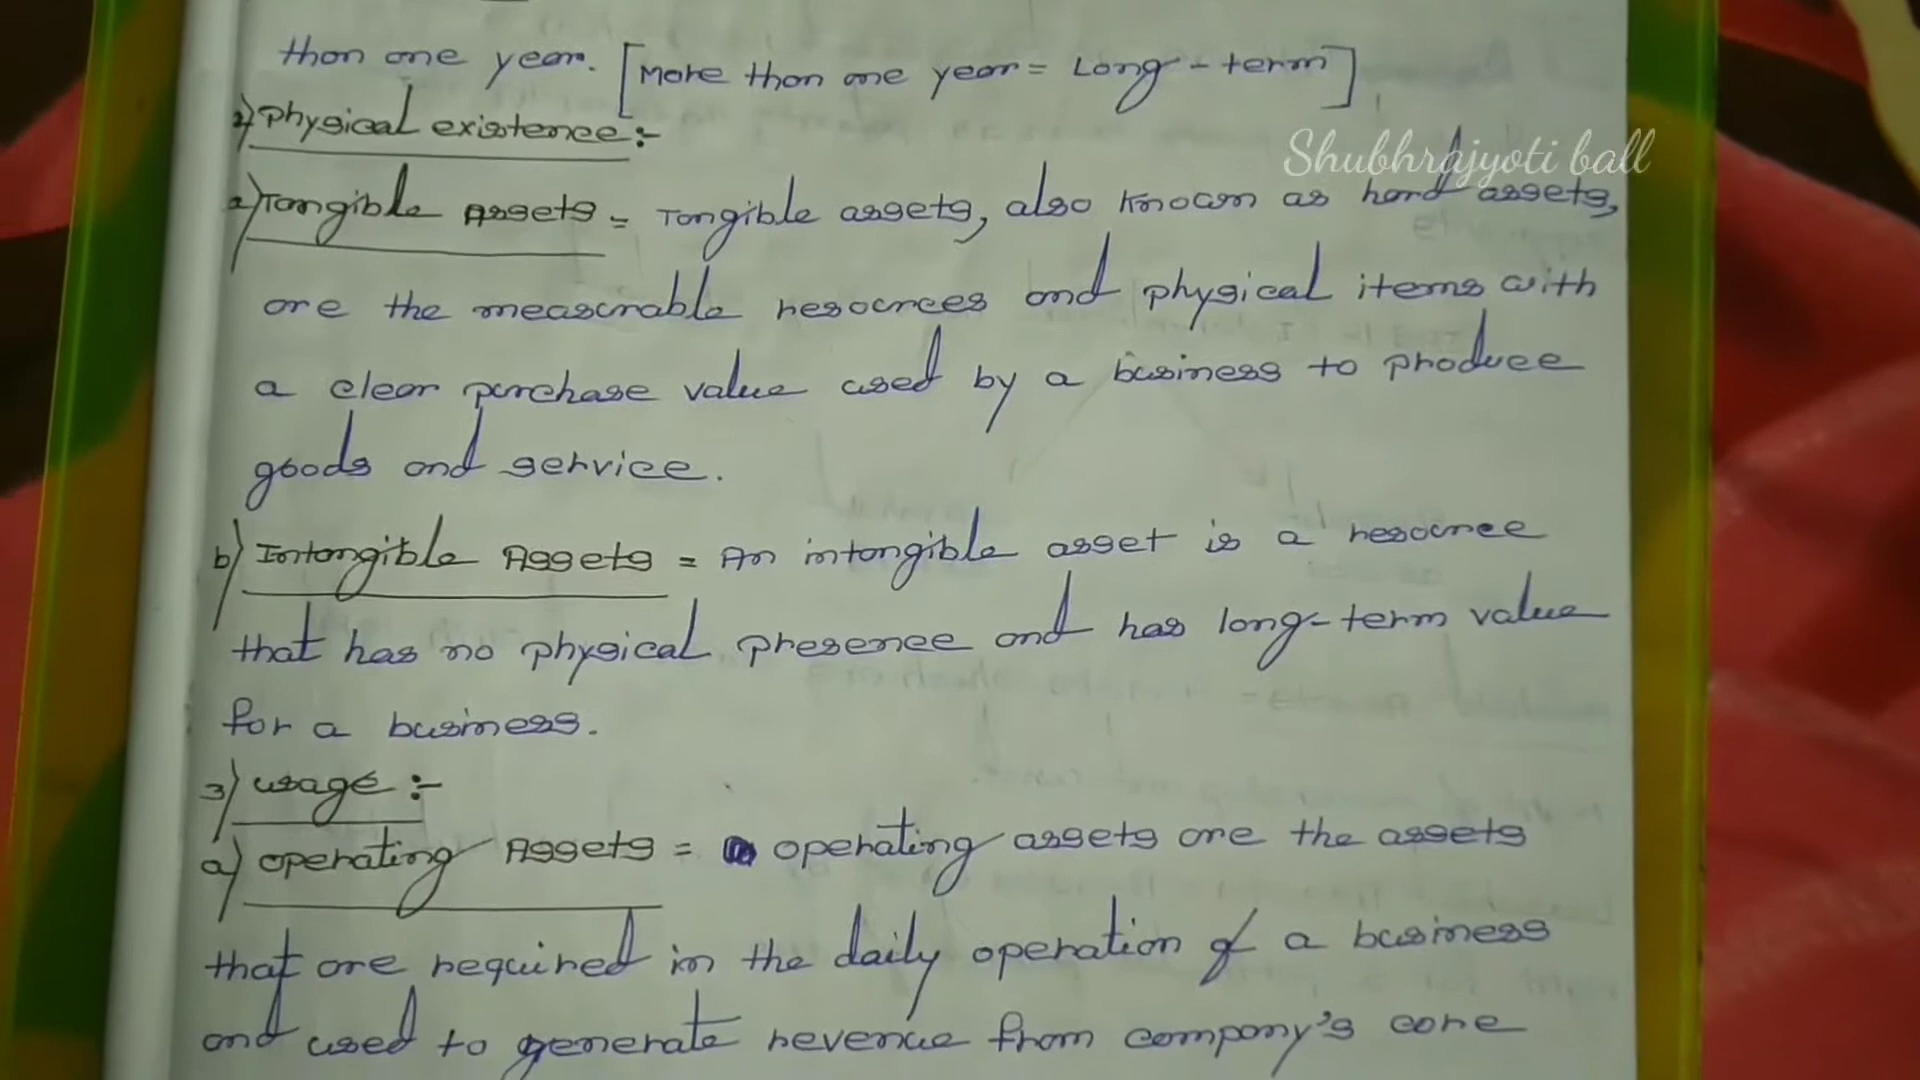 than one year. [More than one year = Long-term]
2) Physical existence :-
Shubhrajyoti ball
a) Tangible Assets = Tangible assets, also known as hard assets,
are the measurable resources and physical items with
a clear purchase value used by a business to produce
goods and service.
b) Intangible Assets = An intangible asset is a resource
that has no physical presence and has long-term value
for a business.
3) usage :-
a) operating Assets = operating assets are the assets
that are required in the daily operation of a business
and used to generate revenue from company's core